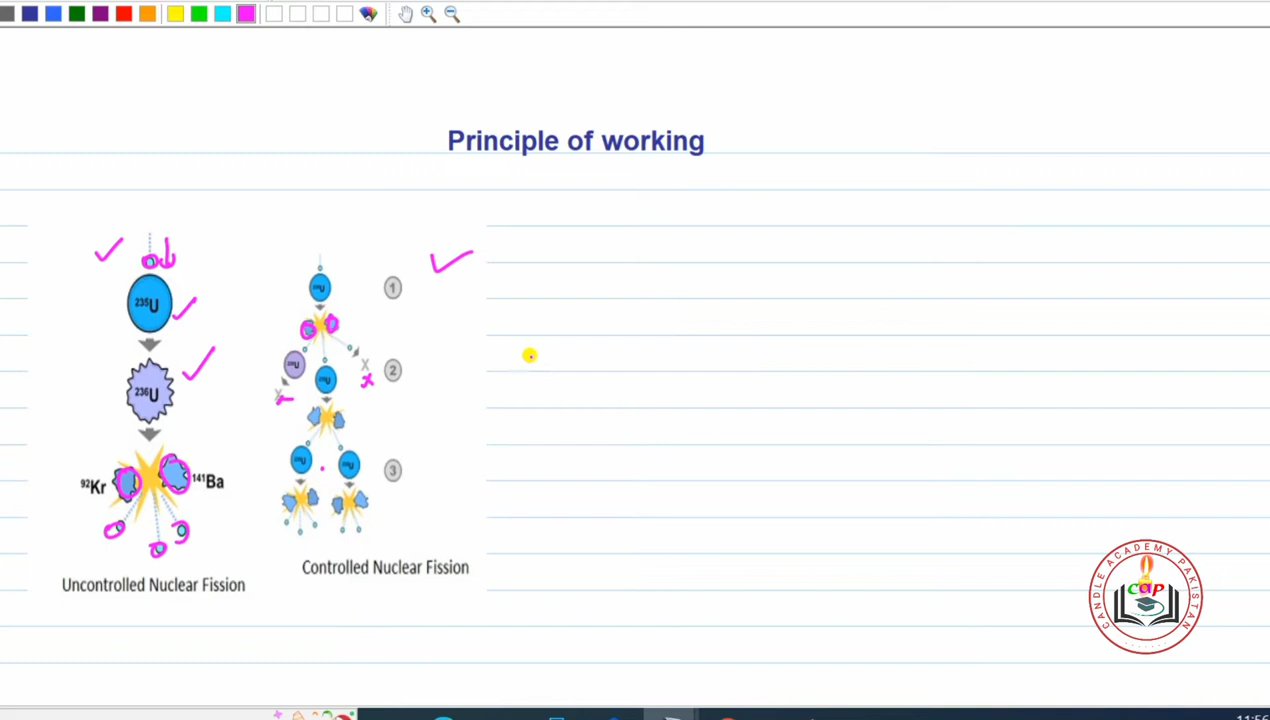 Principle of working
235U
236U
92Kr
141Ba
Uncontrolled Nuclear Fission
1
X
X
2
3
Controlled Nuclear Fission
CANDLE ACADEMY PAKISTAN
cap